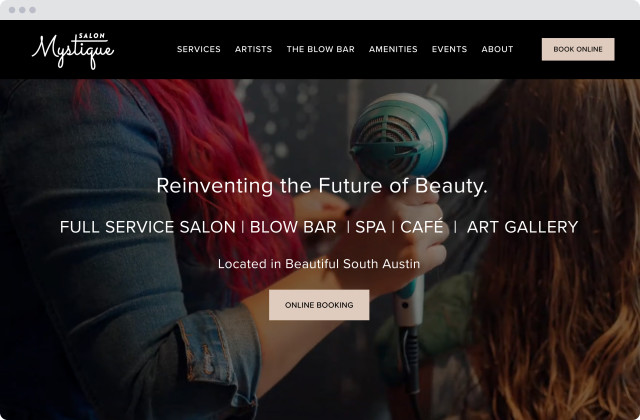 SALON
Mystique
SERVICES ARTISTS THE BLOW BAR AMENITIES EVENTS ABOUT BOOK ONLINE
Reinventing the Future of Beauty.
FULL SERVICE SALON | BLOW BAR | SPA | CAFÉ | ART GALLERY
Located in Beautiful South Austin
ONLINE BOOKING